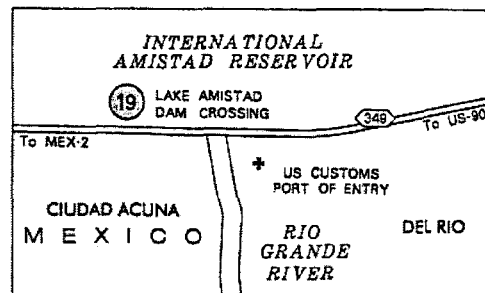 INTERNATIONAL
AMISTAD RESERVOIR
19
LAKE AMISTAD
DAM CROSSING
349
To US-90
To MEX-2
US CUSTOMS
PORT OF ENTRY
CIUDAD ACUNA
MEXICO
RIO
GRANDE
RIVER
DEL RIO